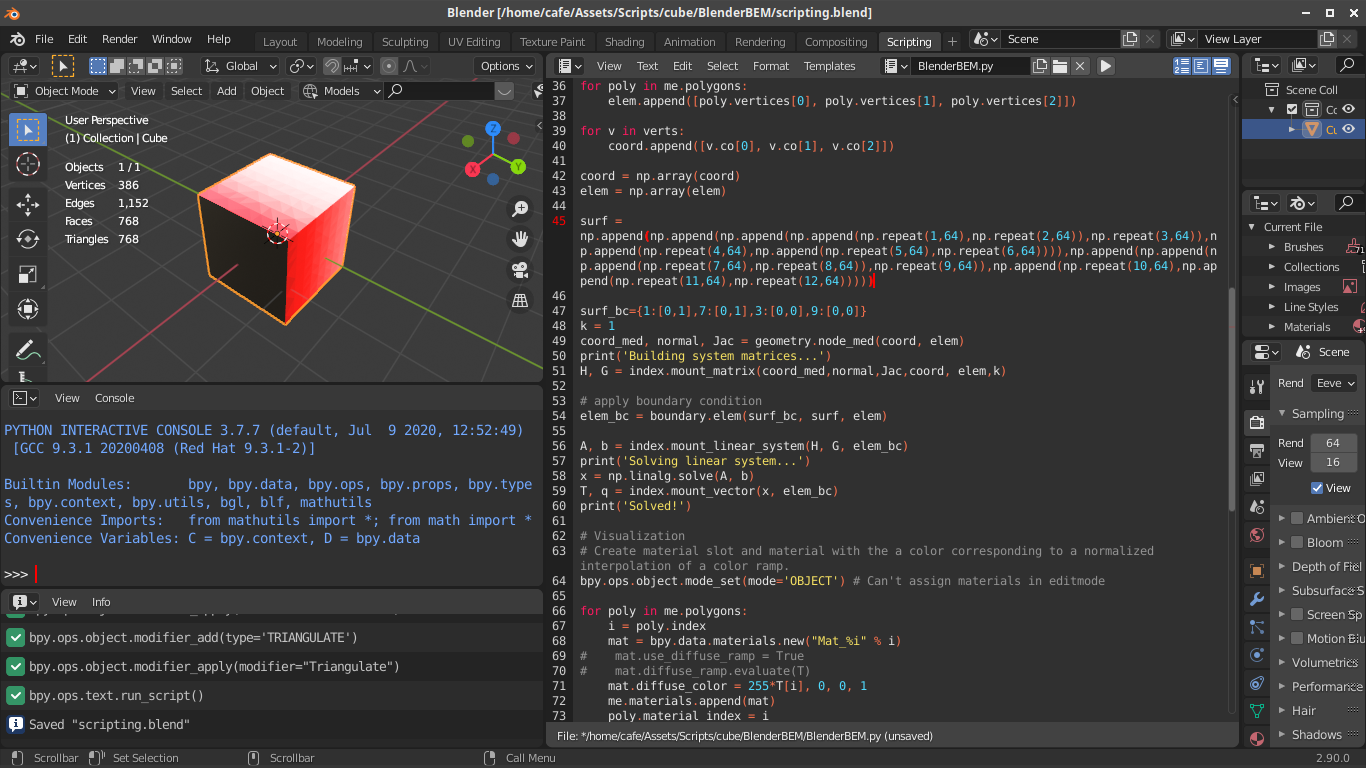 Blender [/home/cafe/Assets/Scripts/cube/BlenderBEM/scripting.blend]
File Edit Render Window Help Layout Modeling Sculpting UV Editing Texture Paint Shading Animation Rendering Compositing Scripting + Scene View Layer
Global Options
Object Mode View Select Add Object Models
User Perspective
(1) Collection | Cube
Objects 1/1
Vertices 386
Edges 1,152
Faces 768
Triangles 768
Z
X
Y
View Console
PYTHON INTERACTIVE CONSOLE 3.7.7 (default, Jul  9 2020, 12:52:49)
[GCC 9.3.1 20200408 (Red Hat 9.3.1-2)]
Builtin Modules:       bpy, bpy.data, bpy.ops, bpy.props, bpy.type
s, bpy.context, bpy.utils, bgl, blf, mathutils
Convenience Imports:   from mathutils import *; from math import *
Convenience Variables: C = bpy.context, D = bpy.data
>>>
View Info
bpy.ops.object.modifier_add(type='TRIANGULATE')
bpy.ops.object.modifier_apply(modifier="Triangulate")
bpy.ops.text.run_script()
Saved "scripting.blend"
View Text Edit Select Format Templates BlenderBEM.py
36 for poly in me.polygons:
37     elem.append([poly.vertices[0], poly.vertices[1], poly.vertices[2]])
38
39 for v in verts:
40     coord.append([v.co[0], v.co[1], v.co[2]])
41
42 coord = np.array(coord)
43 elem = np.array(elem)
44
45 surf =
np.append(np.append(np.append(np.append(np.repeat(1,64),np.repeat(2,64)),np.repeat(3,64)),n
p.append(np.repeat(4,64),np.append(np.repeat(5,64),np.repeat(6,64)))),np.append(np.append(n
p.append(np.repeat(7,64),np.repeat(8,64)),np.repeat(9,64)),np.append(np.repeat(10,64),np.ap
pend(np.repeat(11,64),np.repeat(12,64)))))
46
47 surf_bc={1:[0,1],7:[0,1],3:[0,0],9:[0,0]}
48 k = 1
49 coord_med, normal, Jac = geometry.node_med(coord, elem)
50 print('Building system matrices...')
51 H, G = index.mount_matrix(coord_med,normal,Jac,coord, elem,k)
52
53 # apply boundary condition
54 elem_bc = boundary.elem(surf_bc, surf, elem)
55
56 A, b = index.mount_linear_system(H, G, elem_bc)
57 print('Solving linear system...')
58 x = np.linalg.solve(A, b)
59 T, q = index.mount_vector(x, elem_bc)
60 print('Solved!')
61
62 # Visualization
63 # Create material slot and material with the a color corresponding to a normalized
interpolation of a color ramp.
64 bpy.ops.object.mode_set(mode='OBJECT') # Can't assign materials in editmode
65
66 for poly in me.polygons:
67     i = poly.index
68     mat = bpy.data.materials.new("Mat_%i" % i)
69 #    mat.use_diffuse_ramp = True
70 #    mat.diffuse_ramp.evaluate(T)
71     mat.diffuse_color = 255*T[i], 0, 0, 1
72     me.materials.append(mat)
73     poly.material_index = i
File: */home/cafe/Assets/Scripts/cube/BlenderBEM/BlenderBEM.py (unsaved)
Scene Coll
Cc
Cu
Current File
Brushes
Collections
Images
Line Styles
Materials
Scene
Rend Eeve
Sampling
Rend 64
View 16
View
Ambient O
Bloom
Depth of Fiel
Subsurface S
Screen Sp
Motion Blu
Volumetrics
Performance
Hair
Shadows
Scrollbar Set Selection Scrollbar Call Menu 2.90.0